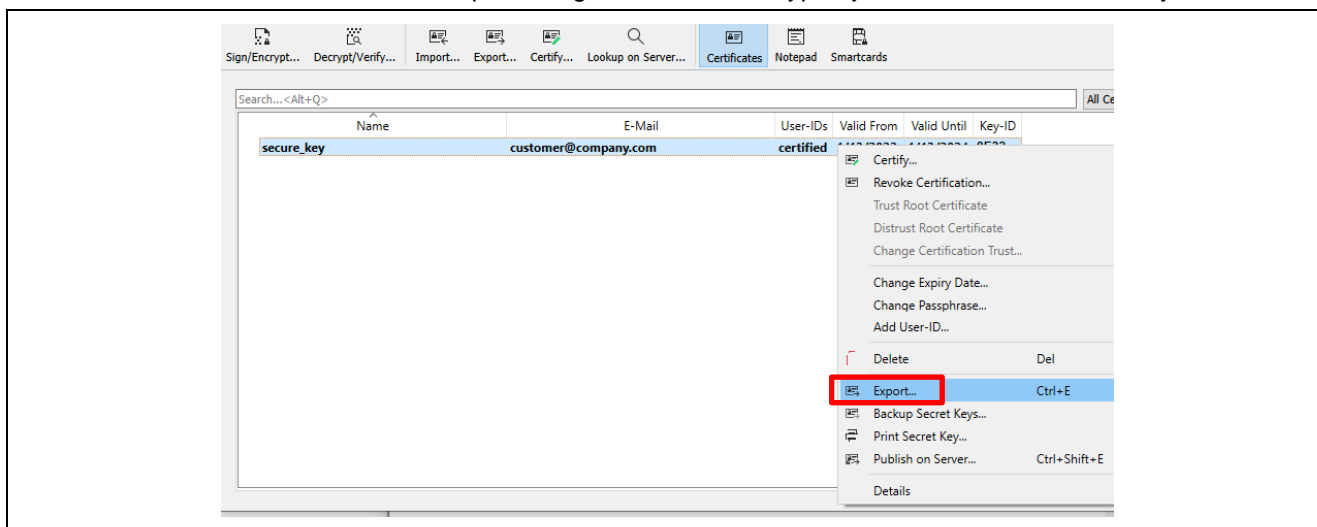 Sign/Encrypt... Decrypt/Verify... Import... Export... Certify... Lookup on Server... Certificates Notepad Smartcards
Search...<Alt+Q> All Ce
Name E-Mail User-IDs Valid From Valid Until Key-ID
secure_key customer@company.com certified
Certify...
Revoke Certification...
Trust Root Certificate
Distrust Root Certificate
Change Certification Trust...
Change Expiry Date...
Change Passphrase...
Add User-ID...
Delete Del
Export... Ctrl+E
Backup Secret Keys...
Print Secret Key...
Publish on Server... Ctrl+Shift+E
Details